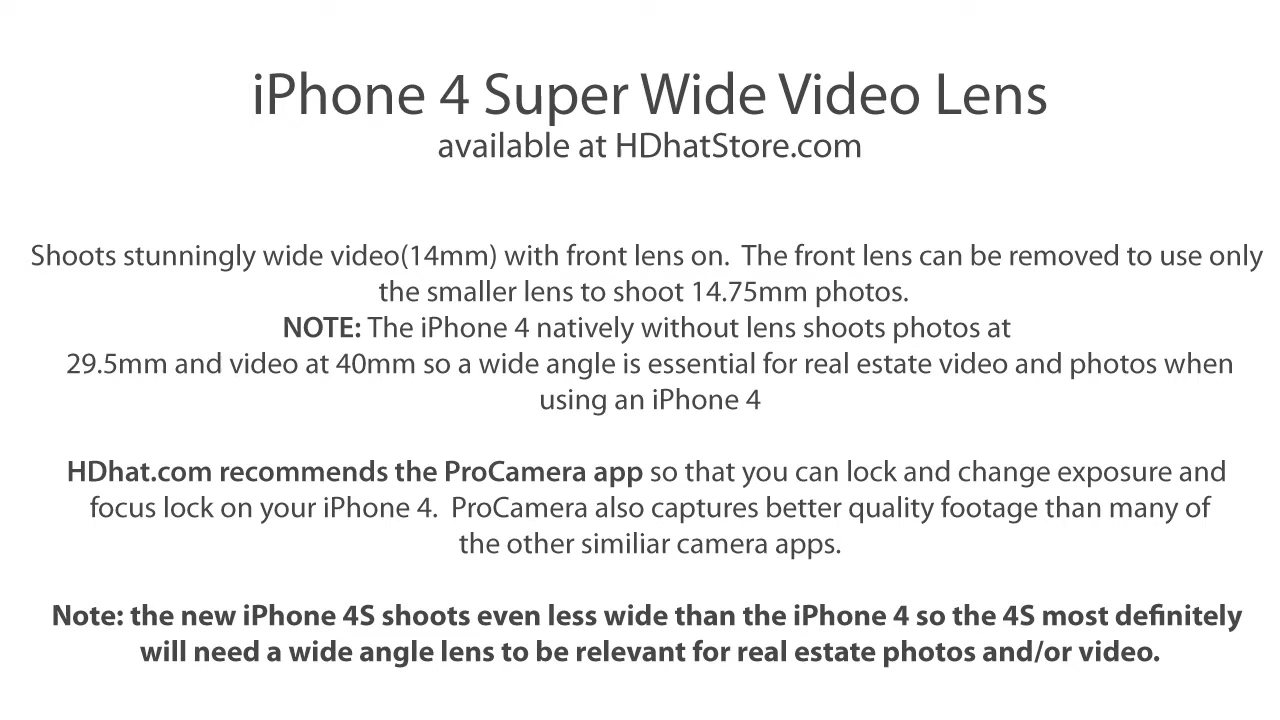 iPhone 4 Super Wide Video Lens
available at HDhatStore.com
Shoots stunningly wide video(14mm) with front lens on.  The front lens can be removed to use only
the smaller lens to shoot 14.75mm photos.
NOTE: The iPhone 4 natively without lens shoots photos at
29.5mm and video at 40mm so a wide angle is essential for real estate video and photos when
using an iPhone 4
HDhat.com recommends the ProCamera app so that you can lock and change exposure and
focus lock on your iPhone 4.  ProCamera also captures better quality footage than many of
the other similiar camera apps.
Note: the new iPhone 4S shoots even less wide than the iPhone 4 so the 4S most definitely
will need a wide angle lens to be relevant for real estate photos and/or video.